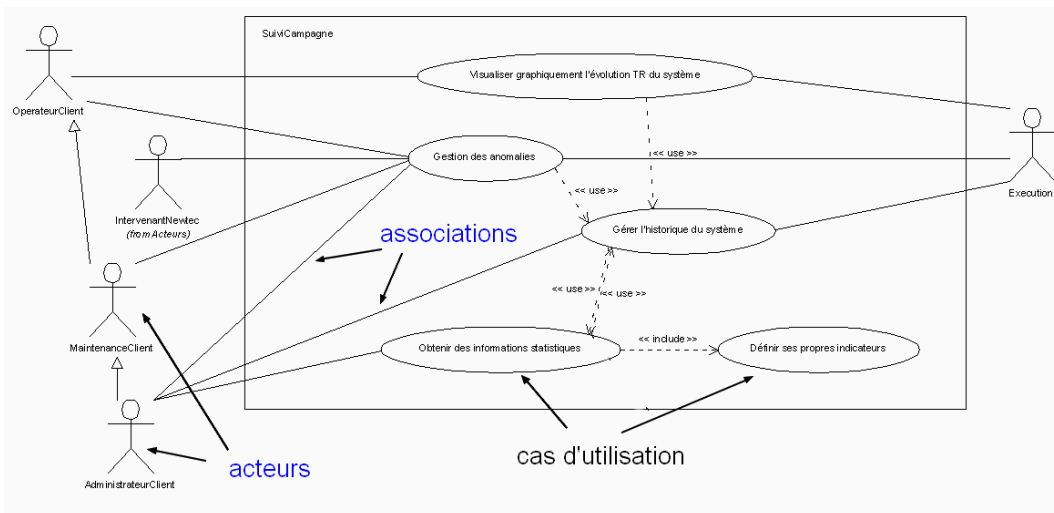 SuiviCampagne
Visualiser graphiquement l'évolution TR du système
OperateurClient
Gestion des anomalies
<< use >>
<< use >>
Execution
IntervenantNewtec
(from Acteurs)
associations
Gérer l'historique du système
<< use >>
<< use >>
MaintenanceClient
Obtenir des informations statistiques
<< include >>
Définir ses propres indicateurs
cas d'utilisation
acteurs
AdministrateurClient